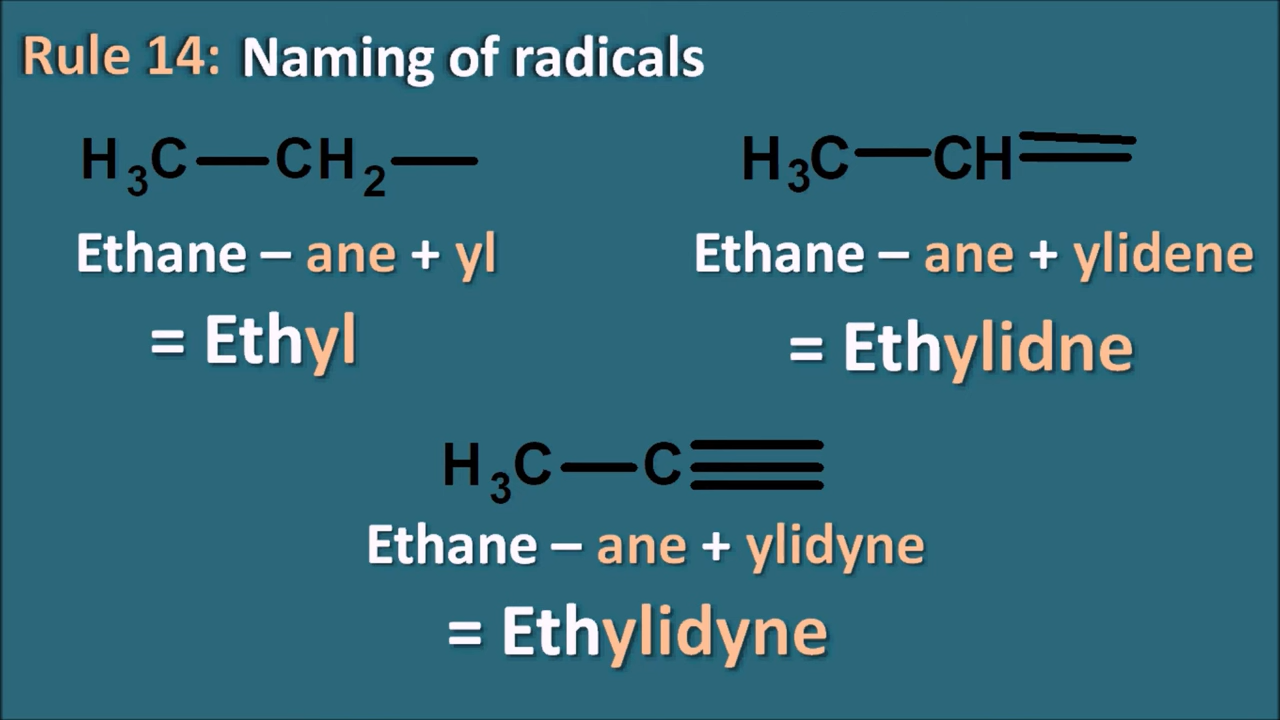 Rule 14: Naming of radicals
H3C—CH2—
Ethane – ane + yl
= Ethyl
H3C—CH=
Ethane – ane + ylidene
= Ethylidne
H3C—C≡
Ethane – ane + ylidyne
= Ethylidyne